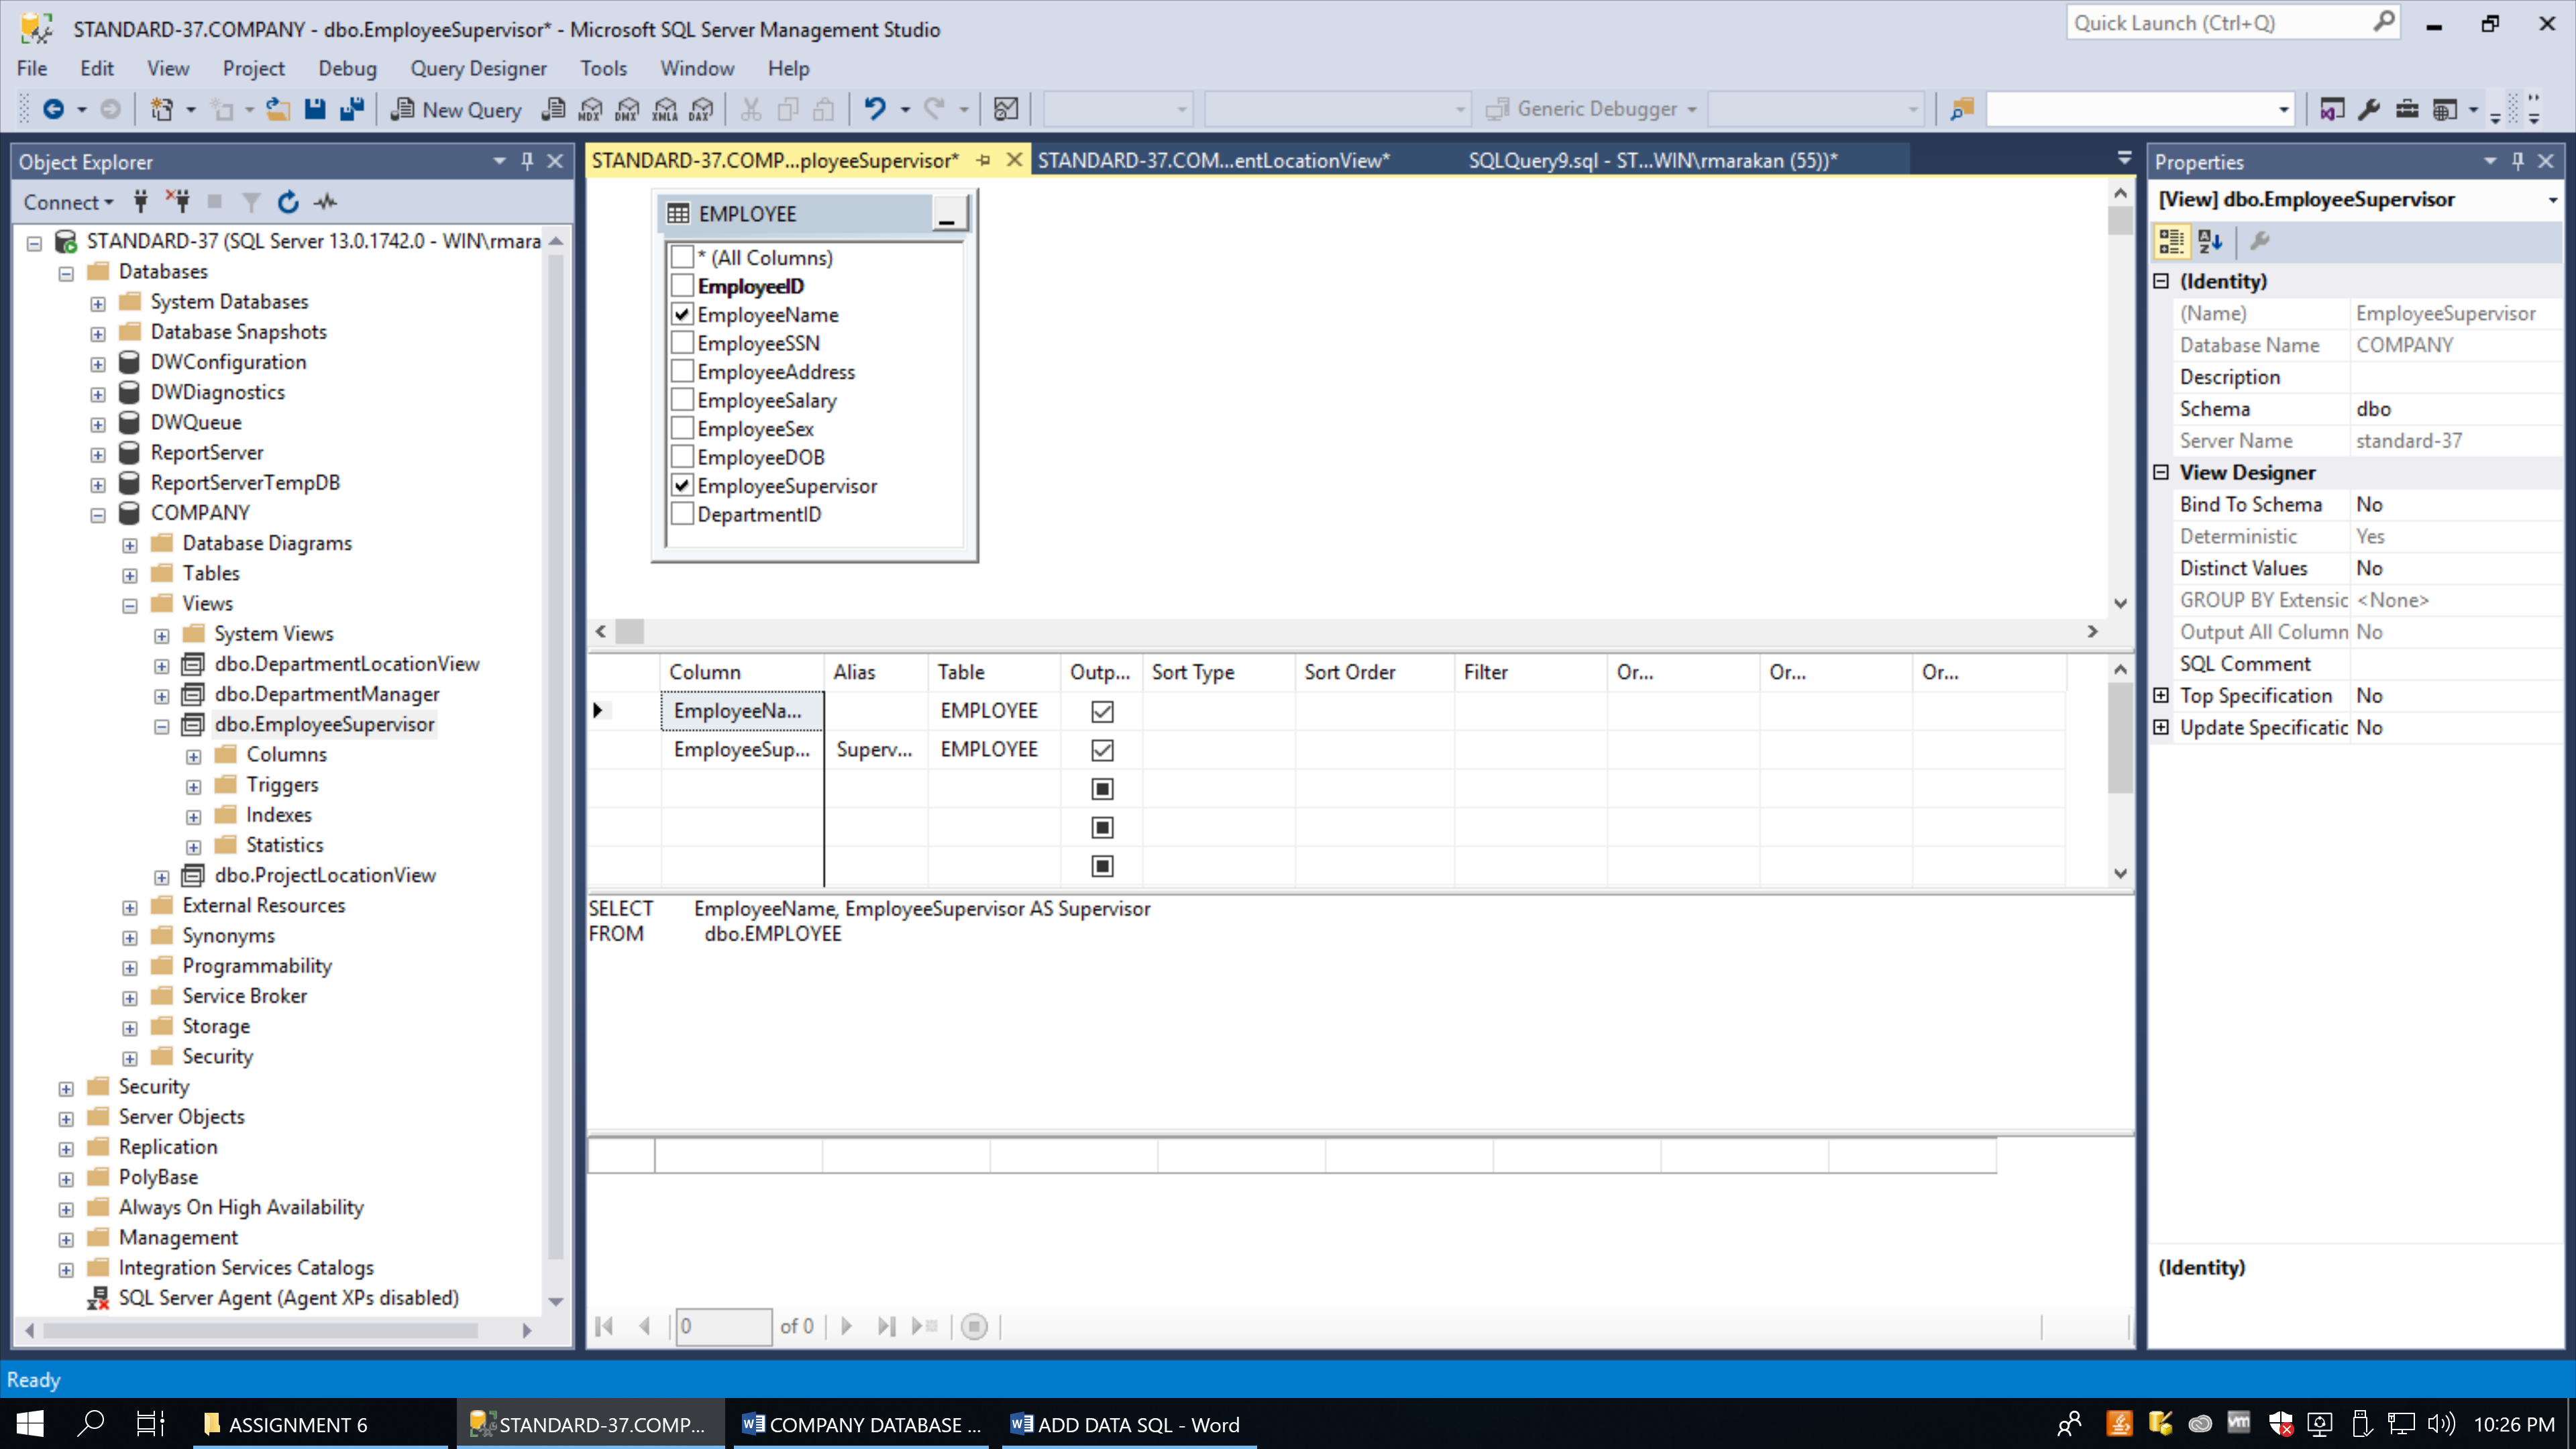 STANDARD-37.COMPANY - dbo.EmployeeSupervisor* - Microsoft SQL Server Management Studio
Quick Launch (Ctrl+Q)
File Edit View Project Debug Query Designer Tools Window Help
New Query MDX DMX XMLA DAX Generic Debugger
Object Explorer
Connect
STANDARD-37 (SQL Server 13.0.1742.0 - WIN\rmara
Databases
System Databases
Database Snapshots
DWConfiguration
DWDiagnostics
DWQueue
ReportServer
ReportServerTempDB
COMPANY
Database Diagrams
Tables
Views
System Views
dbo.DepartmentLocationView
dbo.DepartmentManager
dbo.EmployeeSupervisor
Columns
Triggers
Indexes
Statistics
dbo.ProjectLocationView
External Resources
Synonyms
Programmability
Service Broker
Storage
Security
Security
Server Objects
Replication
PolyBase
Always On High Availability
Management
Integration Services Catalogs
SQL Server Agent (Agent XPs disabled)
STANDARD-37.COMP...ployeeSupervisor* STANDARD-37.COM...entLocationView* SQLQuery9.sql - ST...WIN\rmarakan (55))*
EMPLOYEE
* (All Columns)
EmployeeID
EmployeeName
EmployeeSSN
EmployeeAddress
EmployeeSalary
EmployeeSex
EmployeeDOB
EmployeeSupervisor
DepartmentID
Column Alias Table Outp... Sort Type Sort Order Filter Or... Or... Or...
EmployeeNa... EMPLOYEE
EmployeeSup... Superv... EMPLOYEE
SELECT EmployeeName, EmployeeSupervisor AS Supervisor
FROM dbo.EMPLOYEE
0 of 0
Properties
[View] dbo.EmployeeSupervisor
(Identity)
(Name) EmployeeSupervisor
Database Name COMPANY
Description
Schema dbo
Server Name standard-37
View Designer
Bind To Schema No
Deterministic Yes
Distinct Values No
GROUP BY Extensic <None>
Output All Column No
SQL Comment
Top Specification No
Update Specificatic No
(Identity)
Ready
ASSIGNMENT 6 STANDARD-37.COMP... COMPANY DATABASE ... ADD DATA SQL - Word vm 10:26 PM